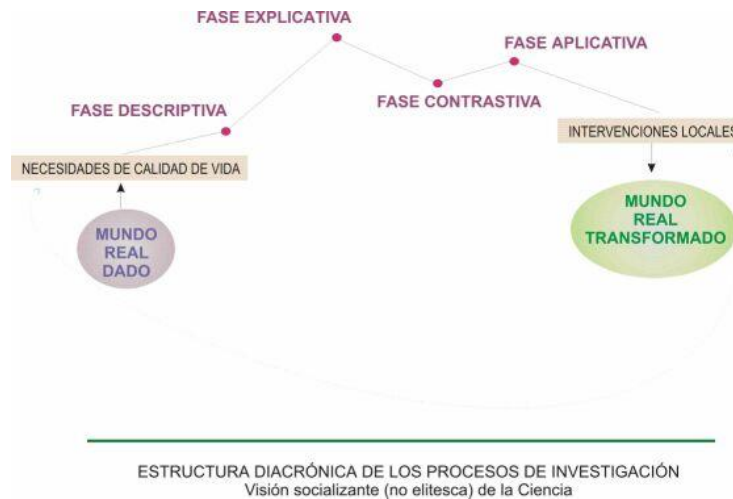 FASE EXPLICATIVA
FASE APLICATIVA
FASE DESCRIPTIVA
FASE CONTRASTIVA
NECESIDADES DE CALIDAD DE VIDA
INTERVENCIONES LOCALES
MUNDO
REAL
DADO
MUNDO
REAL
TRANSFORMADO
ESTRUCTURA DIACRÓNICA DE LOS PROCESOS DE INVESTIGACIÓN
Visión socializante (no elitesca) de la Ciencia